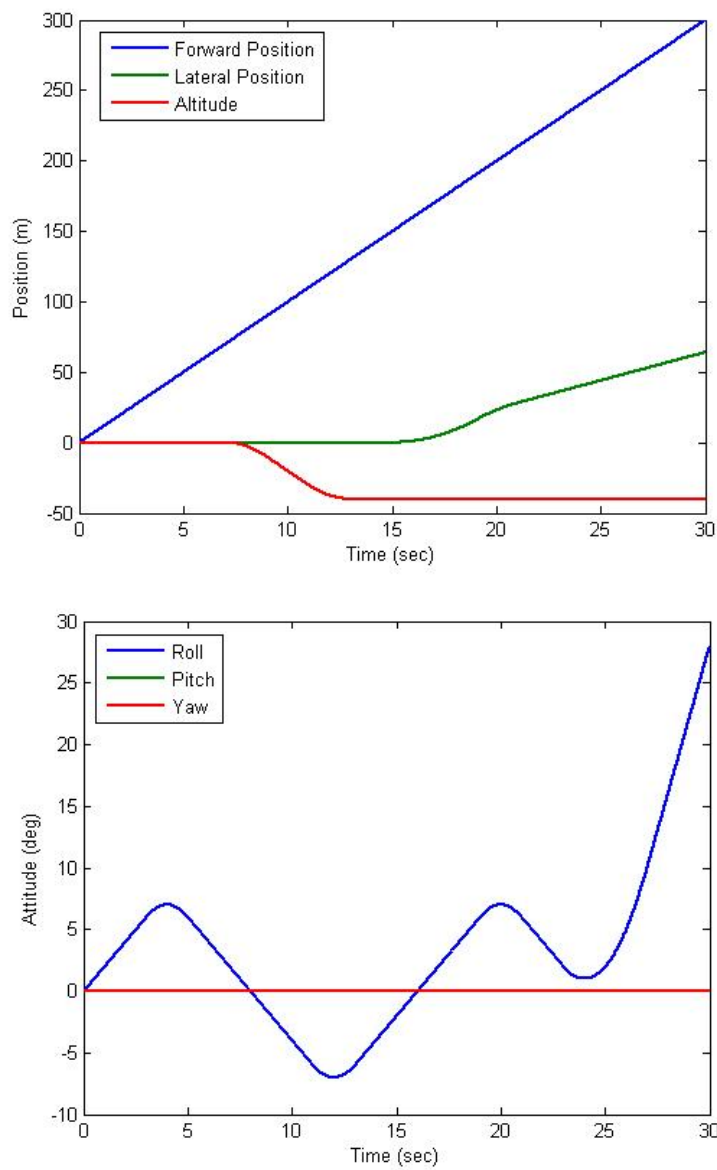 300
250
200
150
100
50
0
-50
Position (m)
Forward Position
Lateral Position
Altitude
0 5 10 15 20 25 30
Time (sec)
30
25
20
15
10
5
0
-5
-10
Attitude (deg)
Roll
Pitch
Yaw
0 5 10 15 20 25 30
Time (sec)